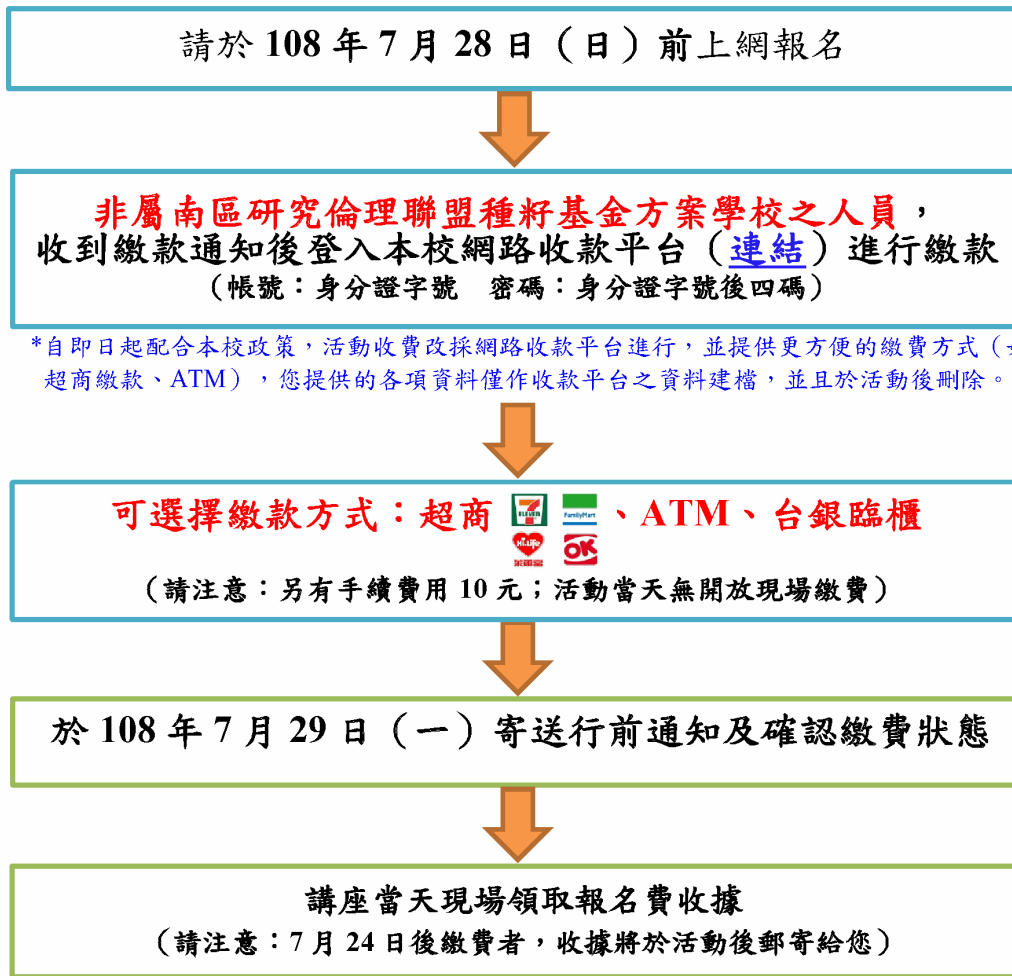 請於 108 年 7 月 28 日（日）前上網報名
非屬南區研究倫理聯盟種籽基金方案學校之人員，
收到繳款通知後登入本校網路收款平台（連結）進行繳款
（帳號：身分證字號　密碼：身分證字號後四碼）
*自即日起配合本校政策，活動收費改採網路收款平台進行，並提供更方便的繳費方式（
超商繳款、ATM），您提供的各項資料僅作收款平台之資料建檔，並且於活動後刪除。
可選擇繳款方式：超商 7 ELEVEN FamilyMart 、ATM、台銀臨櫃
Hi-Life 萊爾富 OK
（請注意：另有手續費用 10 元；活動當天無開放現場繳費）
於 108 年 7 月 29 日（一）寄送行前通知及確認繳費狀態
講座當天現場領取報名費收據
（請注意：7 月 24 日後繳費者，收據將於活動後郵寄給您）